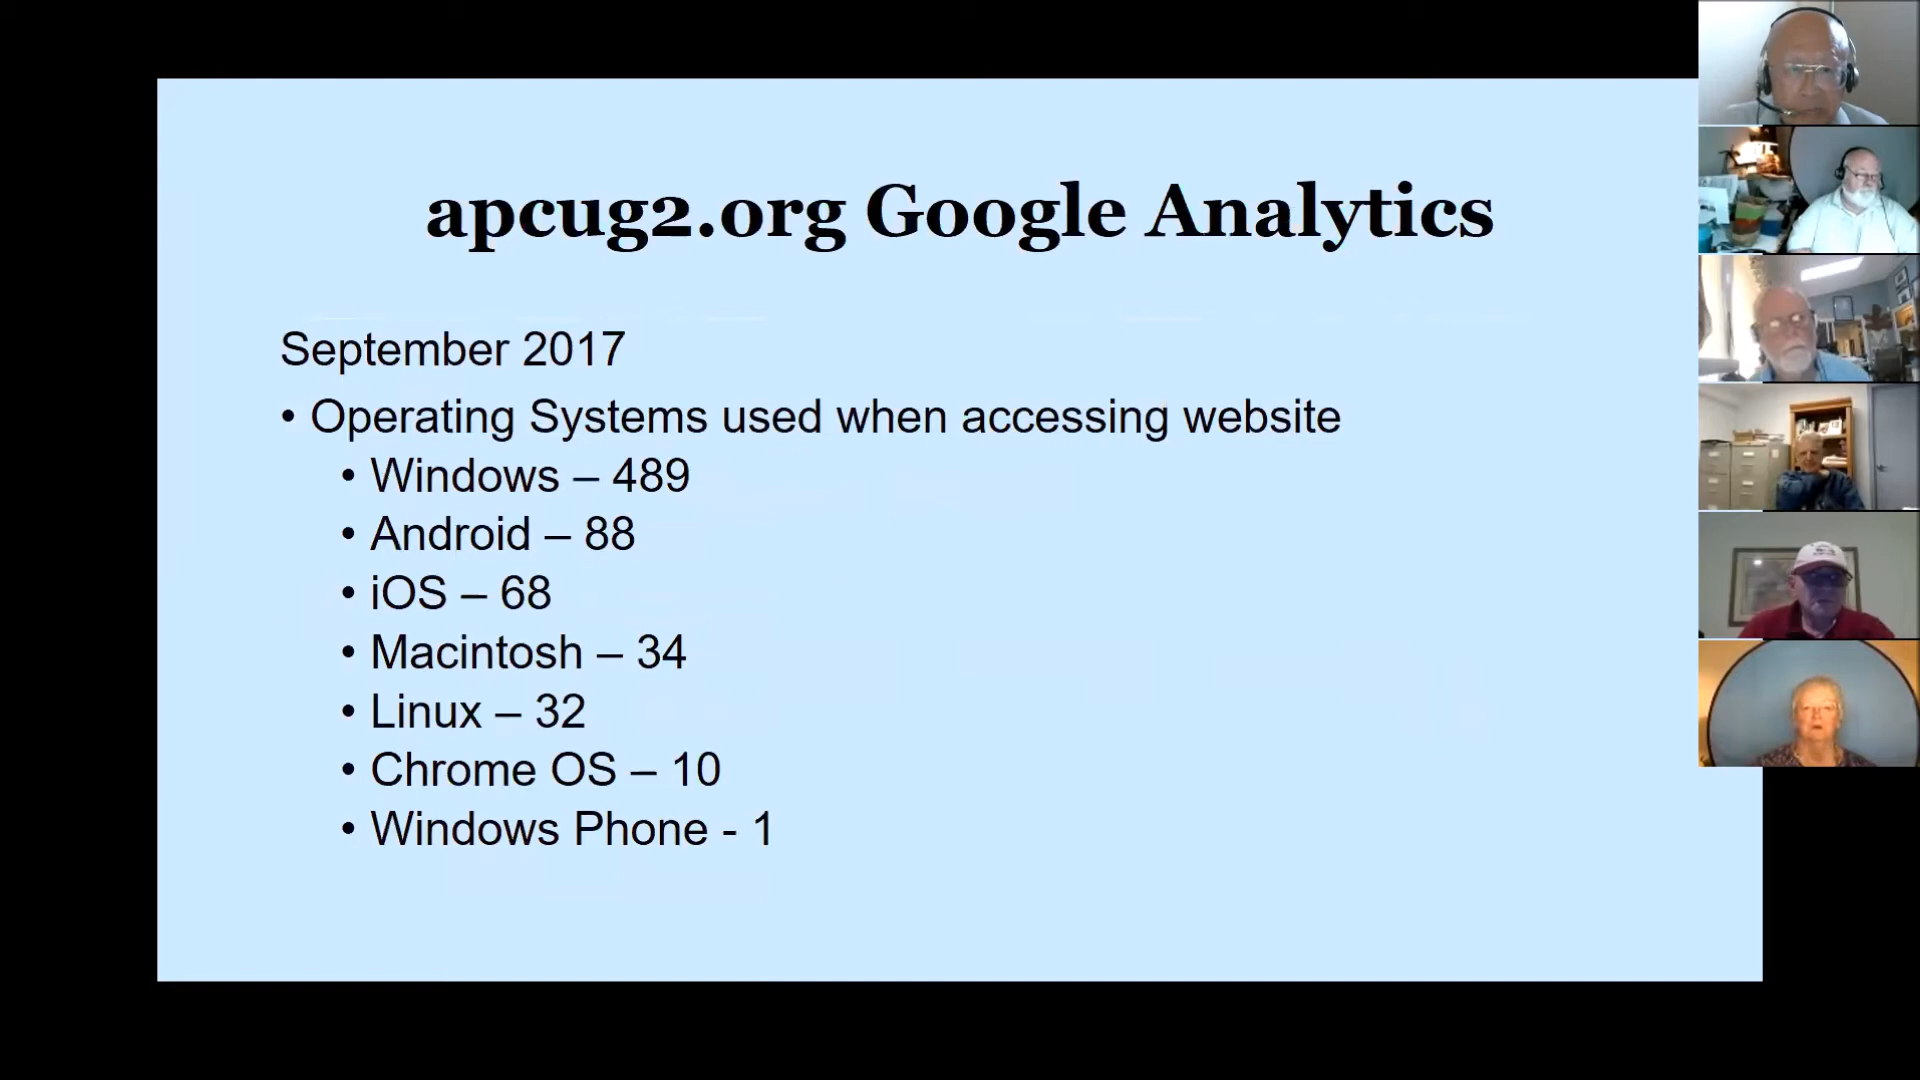 apcug2.org Google Analytics
September 2017
• Operating Systems used when accessing website
• Windows – 489
• Android – 88
• iOS – 68
• Macintosh – 34
• Linux – 32
• Chrome OS – 10
• Windows Phone - 1